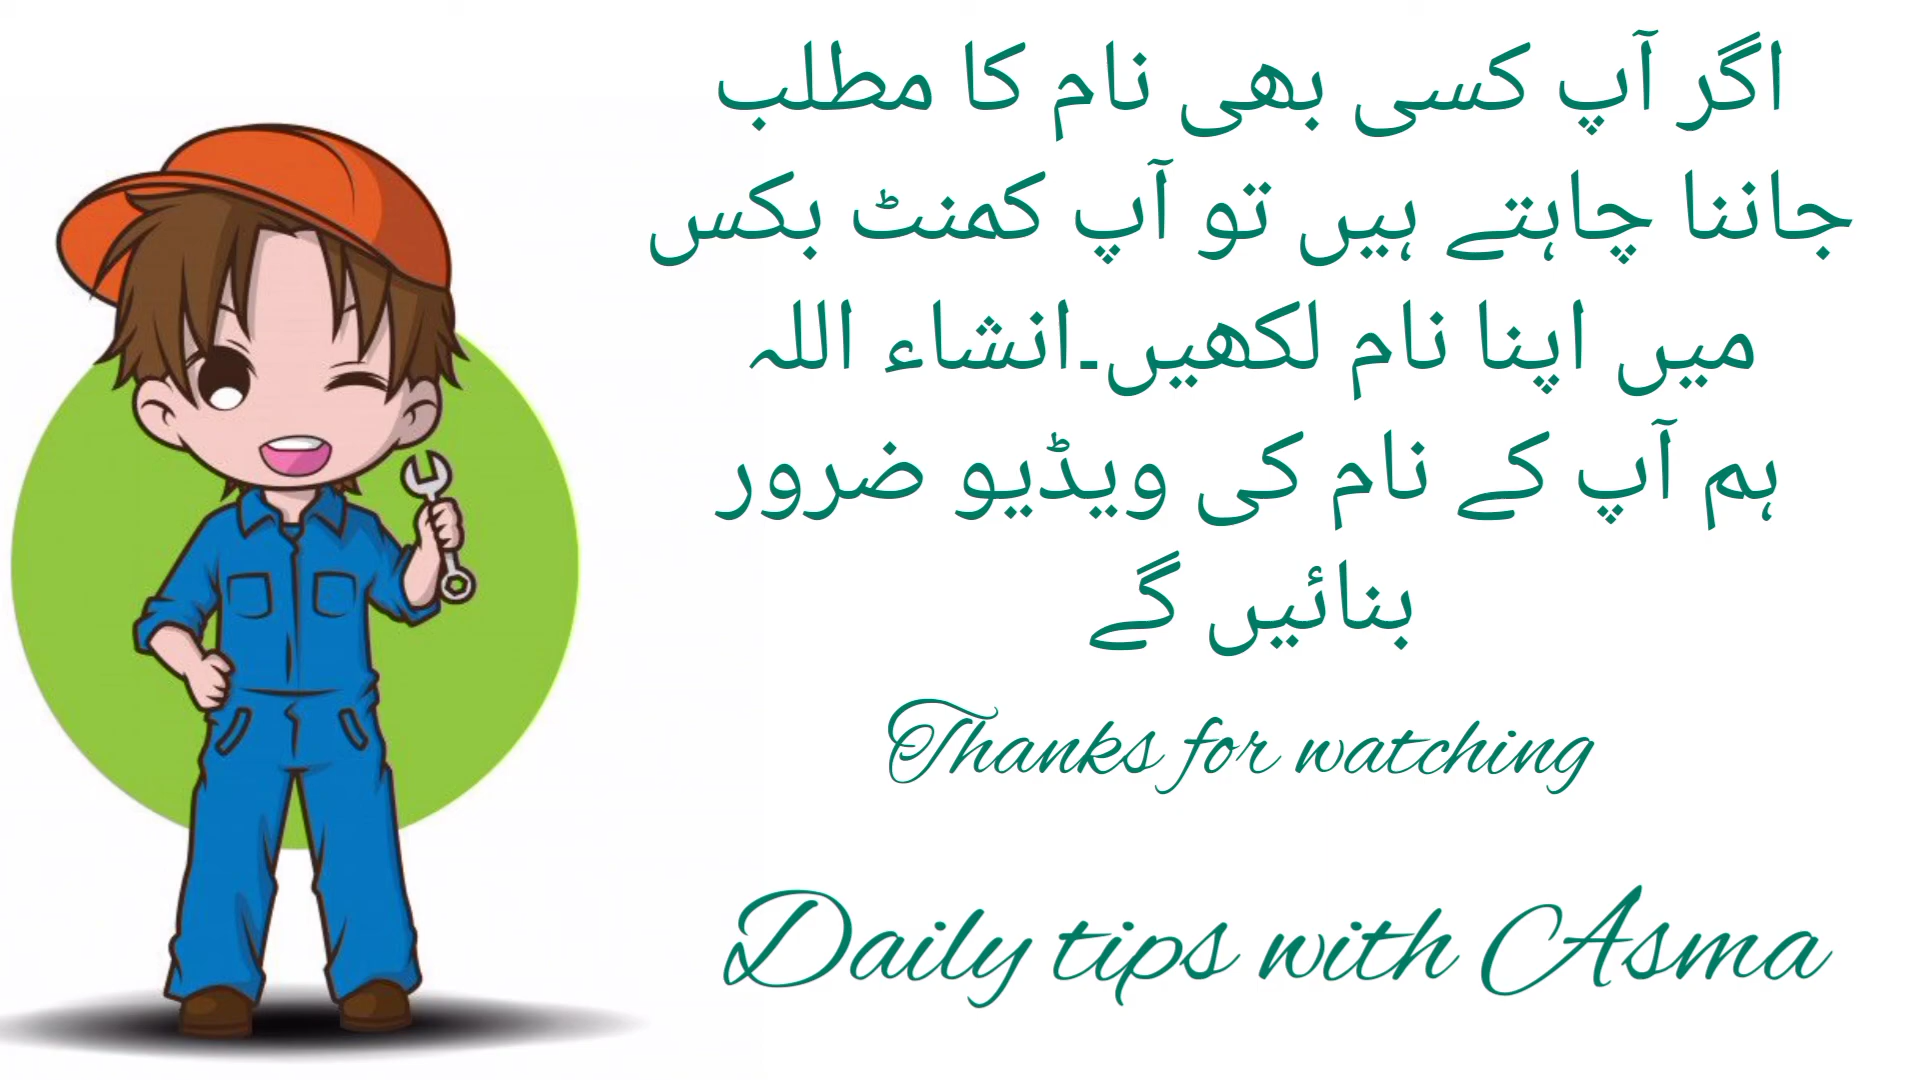 اگر آپ کسی بھی نام کا مطلب
جاننا چاہتے ہیں تو آپ کمنٹ بکس
میں اپنا نام لکھیں۔انشاء اللہ
ہم آپ کے نام کی ویڈیو ضرور
بنائیں گے
Thanks for watching
Daily tips with Asma